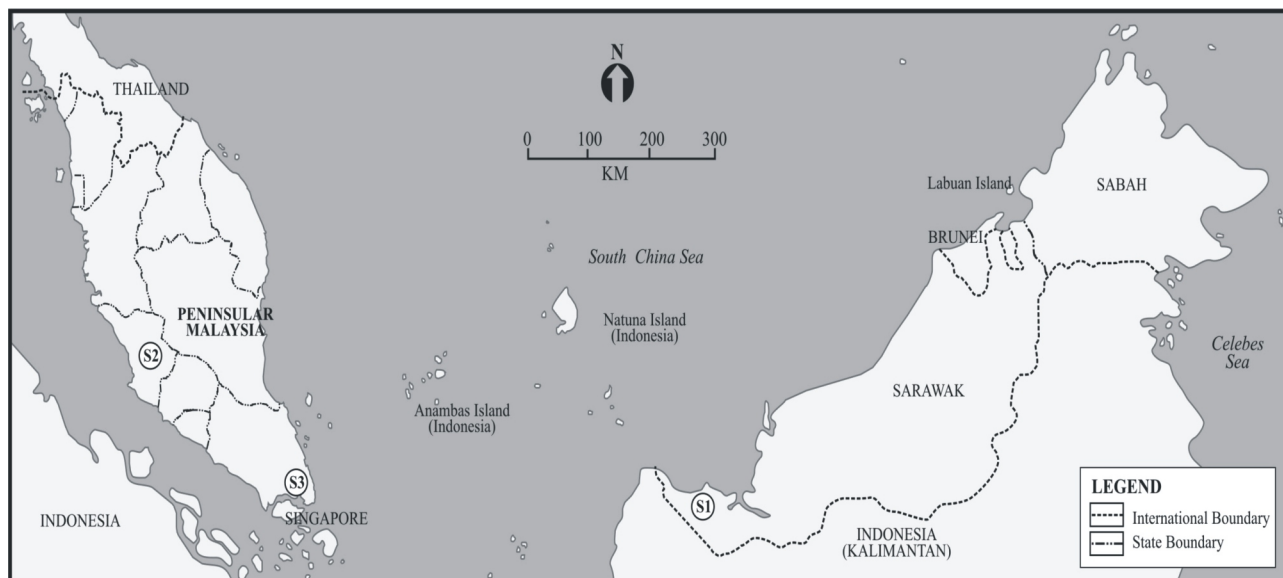 N
THAILAND
0 100 200 300
KM
Labuan Island
SABAH
BRUNEI
South China Sea
PENINSULAR
MALAYSIA
Natuna Island
(Indonesia)
S2
Celebes
Sea
SARAWAK
Anambas Island
(Indonesia)
S3
S1
SINGAPORE
INDONESIA
INDONESIA
(KALIMANTAN)
LEGEND
International Boundary
State Boundary